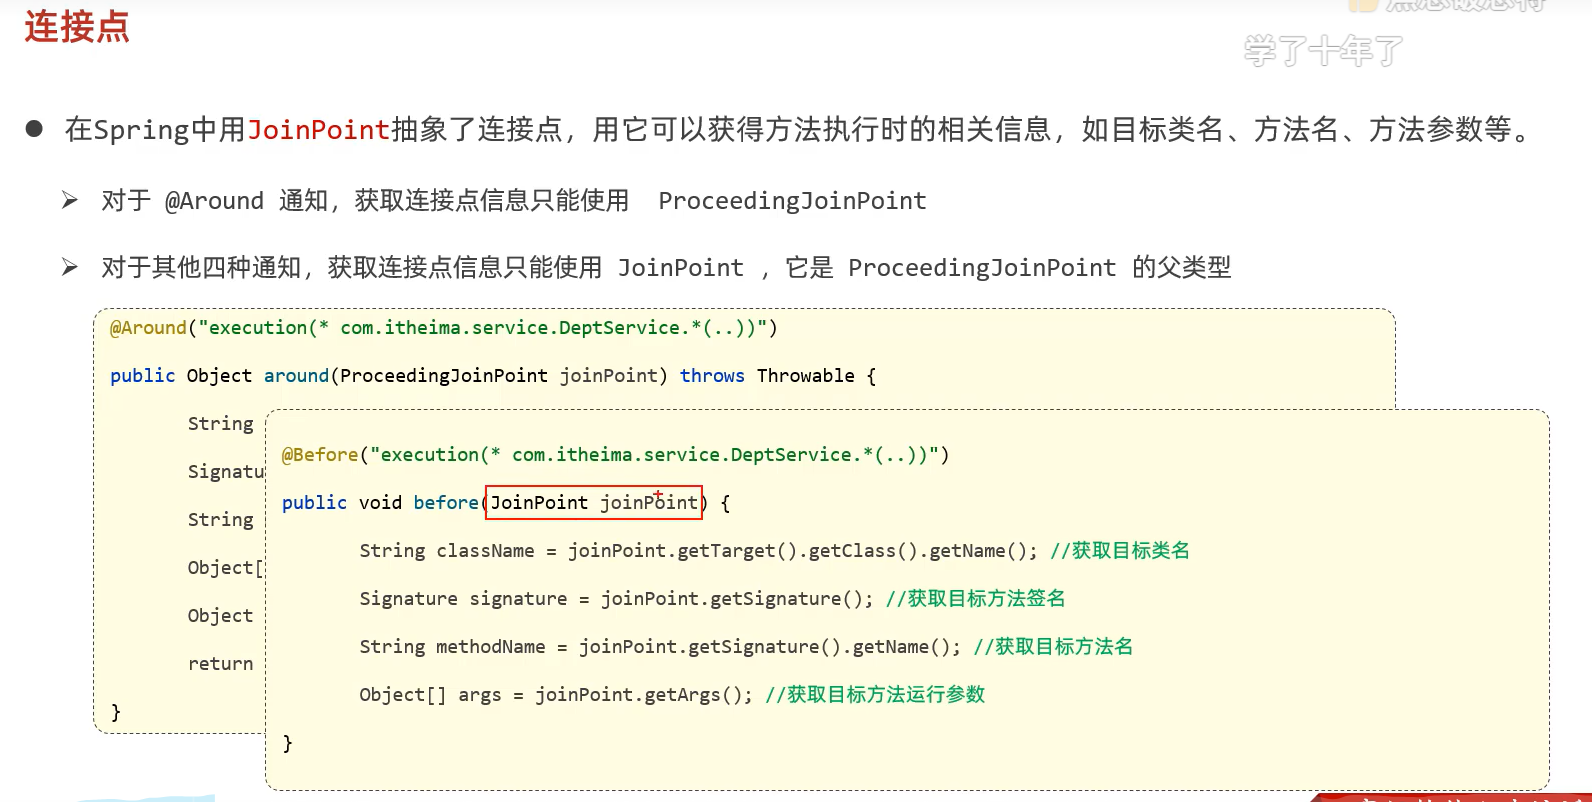 连接点
学了十年了
在Spring中用JoinPoint抽象了连接点，用它可以获得方法执行时的相关信息，如目标类名、方法名、方法参数等。
对于 @Around 通知，获取连接点信息只能使用 ProceedingJoinPoint
对于其他四种通知，获取连接点信息只能使用 JoinPoint ，它是 ProceedingJoinPoint 的父类型
@Around("execution(* com.itheima.service.DeptService.*(..))")
public Object around(ProceedingJoinPoint joinPoint) throws Throwable {
String
Signatu
String
Object[
Object
return
}
@Before("execution(* com.itheima.service.DeptService.*(..))")
public void before(JoinPoint joinPoint) {
String className = joinPoint.getTarget().getClass().getName(); //获取目标类名
Signature signature = joinPoint.getSignature(); //获取目标方法签名
String methodName = joinPoint.getSignature().getName(); //获取目标方法名
Object[] args = joinPoint.getArgs(); //获取目标方法运行参数
}